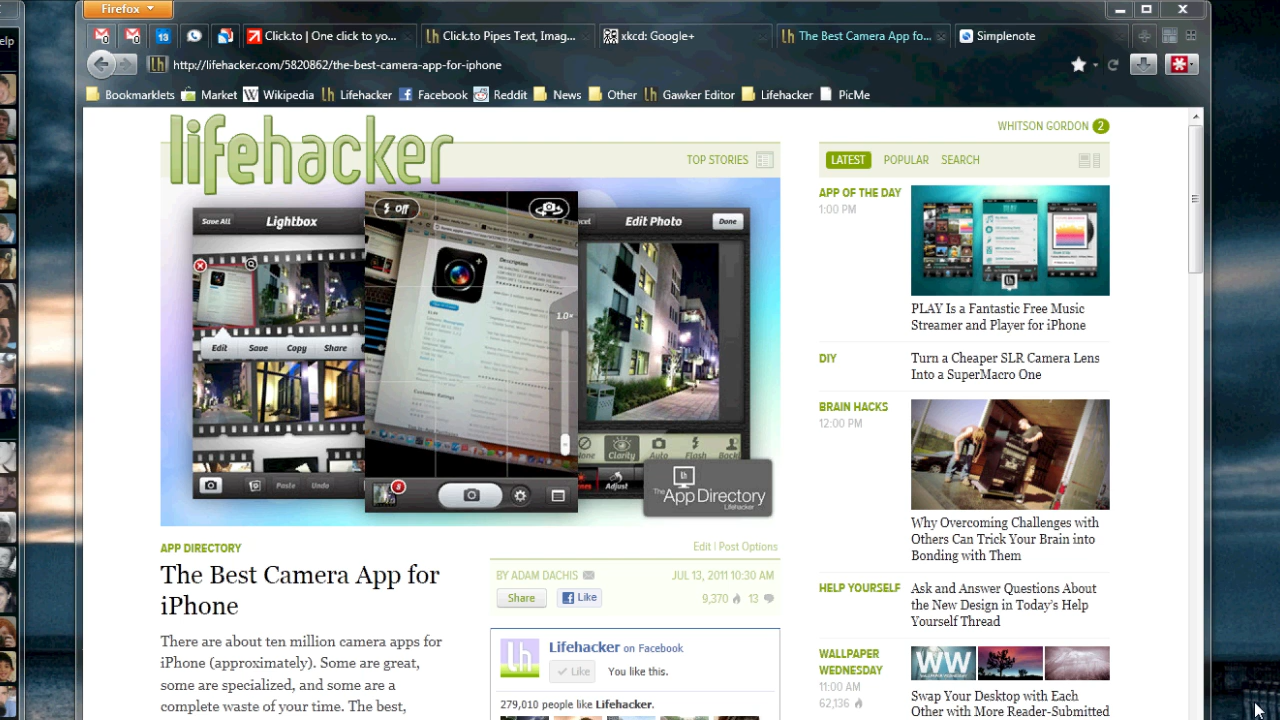 Firefox
elp
13
Click.to | One click to yo...
Click.to Pipes Text, Imag...
xkcd: Google+
The Best Camera App fo...
Simplenote
http://lifehacker.com/5820862/the-best-camera-app-for-iphone
Bookmarklets
Market
Wikipedia
Lifehacker
Facebook
Reddit
News
Other
Gawker Editor
Lifehacker
PicMe
lifehacker
TOP STORIES
WHITSON GORDON 2
LATEST
POPULAR
SEARCH
Save All
Lightbox
Edit
Save
Copy
Share
Paste
Undo
Off
Description
Customer Ratings
1.0×
8
Edit Photo
Done
Clarity
Auto
Flash
Back
Adjust
The App Directory
Lifehacker
APP DIRECTORY
The Best Camera App for
iPhone
There are about ten million camera apps for
iPhone (approximately). Some are great,
some are specialized, and some are a
complete waste of your time. The best,
Edit | Post Options
BY ADAM DACHIS
JUL 13, 2011 10:30 AM
Share
Like
9,370
13
Lifehacker on Facebook
Like
You like this.
279,010 people like Lifehacker.
APP OF THE DAY
1:00 PM
PLAY Is a Fantastic Free Music
Streamer and Player for iPhone
DIY
Turn a Cheaper SLR Camera Lens
Into a SuperMacro One
BRAIN HACKS
12:00 PM
Why Overcoming Challenges with
Others Can Trick Your Brain into
Bonding with Them
HELP YOURSELF
Ask and Answer Questions About
the New Design in Today's Help
Yourself Thread
WALLPAPER
WEDNESDAY
11:00 AM
62,136
WW
Swap Your Desktop with Each
Other with More Reader-Submitted